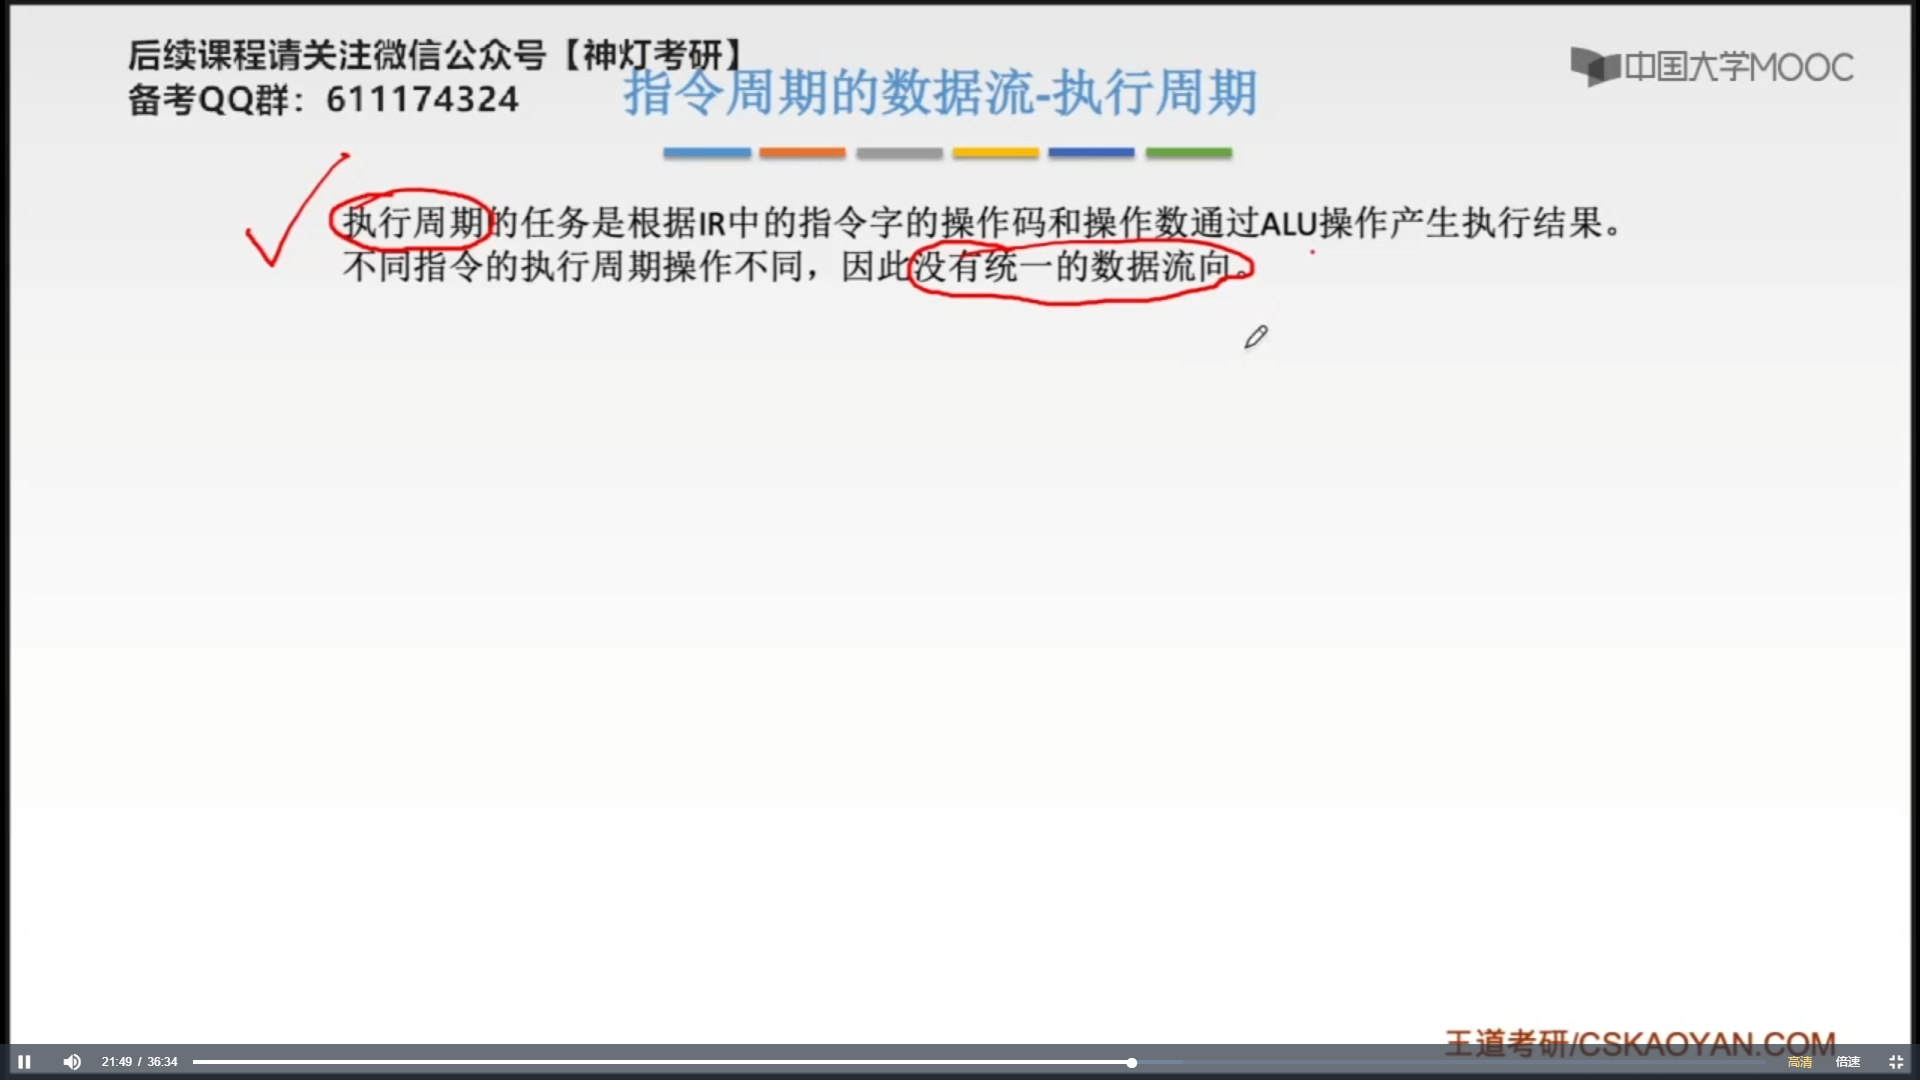 后续课程请关注微信公众号【神灯考研】
备考QQ群：611174324
指令周期的数据流-执行周期
中国大学MOOC
执行周期的任务是根据IR中的指令字的操作码和操作数通过ALU操作产生执行结果。
不同指令的执行周期操作不同，因此没有统一的数据流向。
王道考研/CSKAOYAN.COM
21:49 / 36:34
高清
倍速